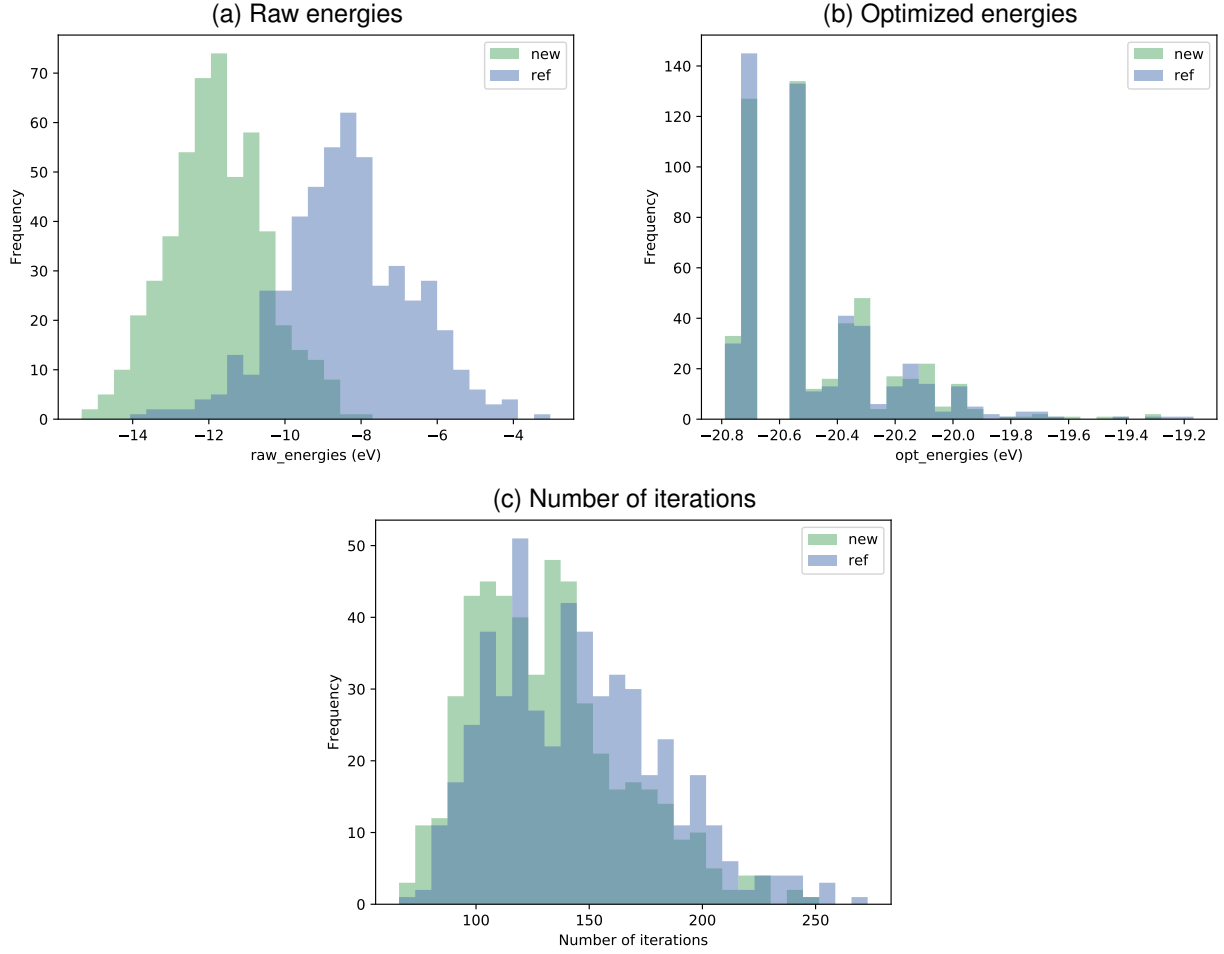 (a) Raw energies
new
ref
70
60
50
40
30
20
10
0
Frequency
−14 −12 −10 −8 −6 −4
raw_energies (eV)
(b) Optimized energies
new
ref
140
120
100
80
60
40
20
0
Frequency
−20.8 −20.6 −20.4 −20.2 −20.0 −19.8 −19.6 −19.4 −19.2
opt_energies (eV)
(c) Number of iterations
new
ref
50
40
30
20
10
0
Frequency
100 150 200 250
Number of iterations